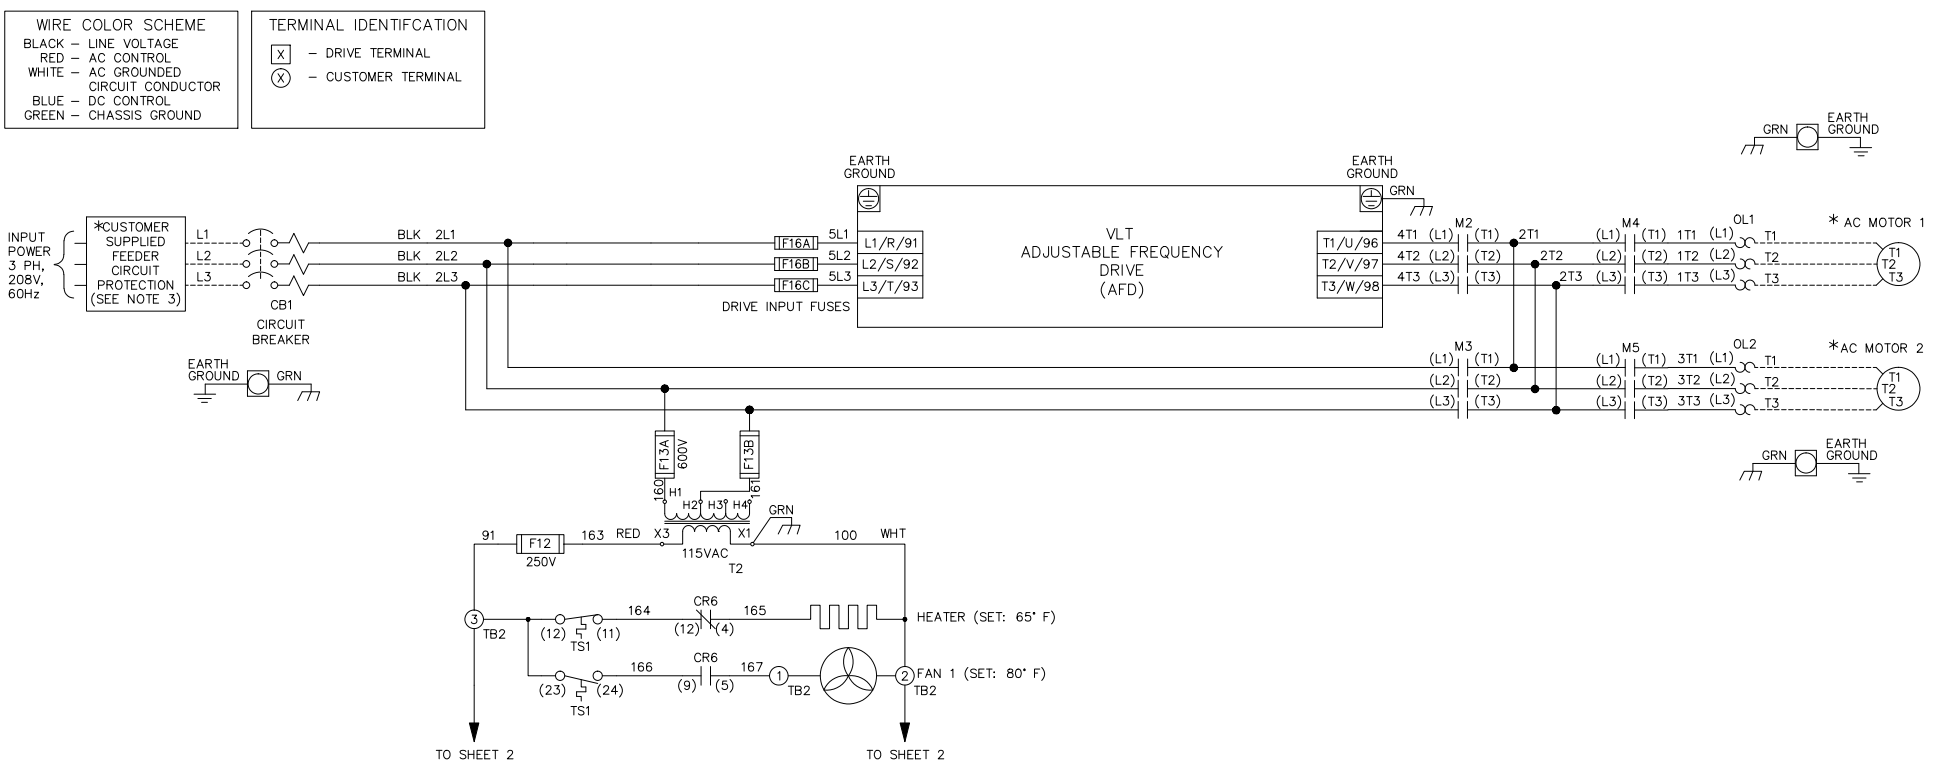 WIRE COLOR SCHEME
BLACK – LINE VOLTAGE
RED – AC CONTROL
WHITE – AC GROUNDED
CIRCUIT CONDUCTOR
BLUE – DC CONTROL
GREEN – CHASSIS GROUND
TERMINAL IDENTIFCATION
X – DRIVE TERMINAL
X – CUSTOMER TERMINAL
INPUT
POWER
3 PH,
208V,
60Hz
*CUSTOMER
SUPPLIED
FEEDER
CIRCUIT
PROTECTION
(SEE NOTE 3)
L1
L2
L3
CB1
CIRCUIT
BREAKER
EARTH
GROUND
GRN
BLK 2L1
BLK 2L2
BLK 2L3
F16A 5L1
F16B 5L2
F16C 5L3
DRIVE INPUT FUSES
EARTH
GROUND
L1/R/91
L2/S/92
L3/T/93
VLT
ADJUSTABLE FREQUENCY
DRIVE
(AFD)
EARTH
GROUND
GRN
T1/U/96
T2/V/97
T3/W/98
4T1 (L1) M2 (T1) 2T1 (L1) M4 (T1) 1T1 (L1) OL1 T1
4T2 (L2) (T2) 2T2 (L2) (T2) 1T2 (L2) T2
4T3 (L3) (T3) 2T3 (L3) (T3) 1T3 (L3) T3
* AC MOTOR 1
T1
T2
T3
GRN
EARTH
GROUND
(L1) M3 (T1) (L1) M5 (T1) 3T1 (L1) OL2 T1
(L2) (T2) (L2) (T2) 3T2 (L2) T2
(L3) (T3) (L3) (T3) 3T3 (L3) T3
* AC MOTOR 2
T1
T2
T3
GRN
EARTH
GROUND
F13A
600V
F13B
160
161
H1
H2 H3 H4
GRN
91 F12 163 RED X3 X1 100 WHT
250V
115VAC
T2
3
TB2
(12) (11) 164 CR6 165
TS1
(12) (4)
HEATER (SET: 65° F)
(23) (24) 166 CR6 167 1
TS1
(9) (5)
TB2
2
TB2
FAN 1 (SET: 80° F)
TO SHEET 2
TO SHEET 2